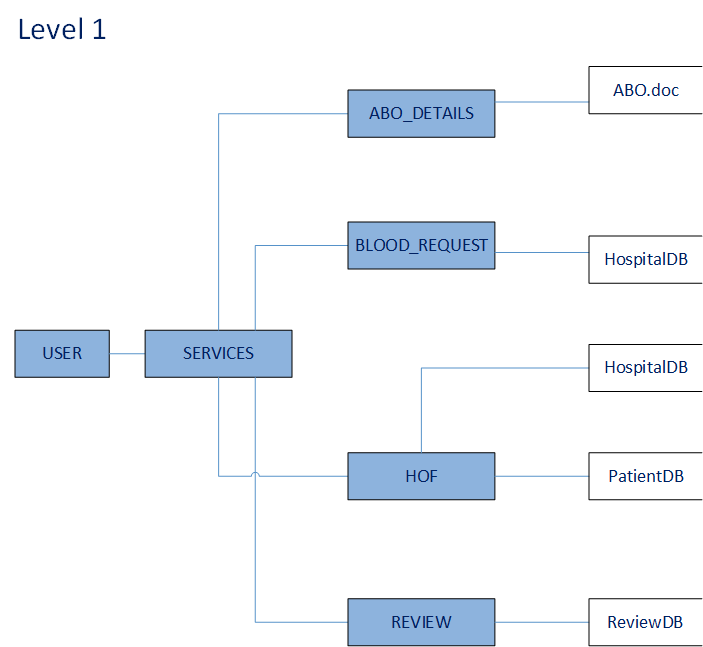 Level 1
ABO_DETAILS
ABO.doc
BLOOD_REQUEST
HospitalDB
USER
SERVICES
HospitalDB
HOF
PatientDB
REVIEW
ReviewDB